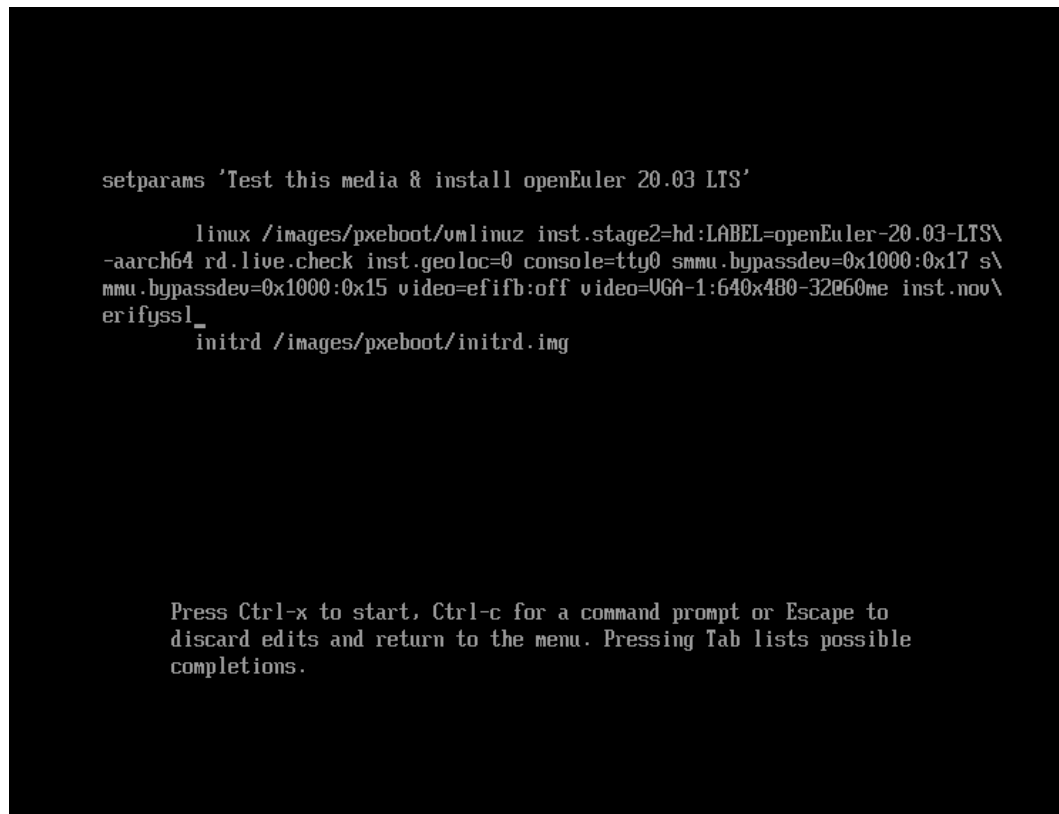 setparams 'Test this media & install openEuler 20.03 LTS'
linux /images/pxeboot/vmlinuz inst.stage2=hd:LABEL=openEuler-20.03-LTS\
-aarch64 rd.live.check inst.geoloc=0 console=tty0 smmu.bypassdev=0x1000:0x17 s\
mmu.bypassdev=0x1000:0x15 video=efifb:off video=VGA-1:640x480-32@60me inst.nov\
erifyssl_
initrd /images/pxeboot/initrd.img
Press Ctrl-x to start, Ctrl-c for a command prompt or Escape to
discard edits and return to the menu. Pressing Tab lists possible
completions.